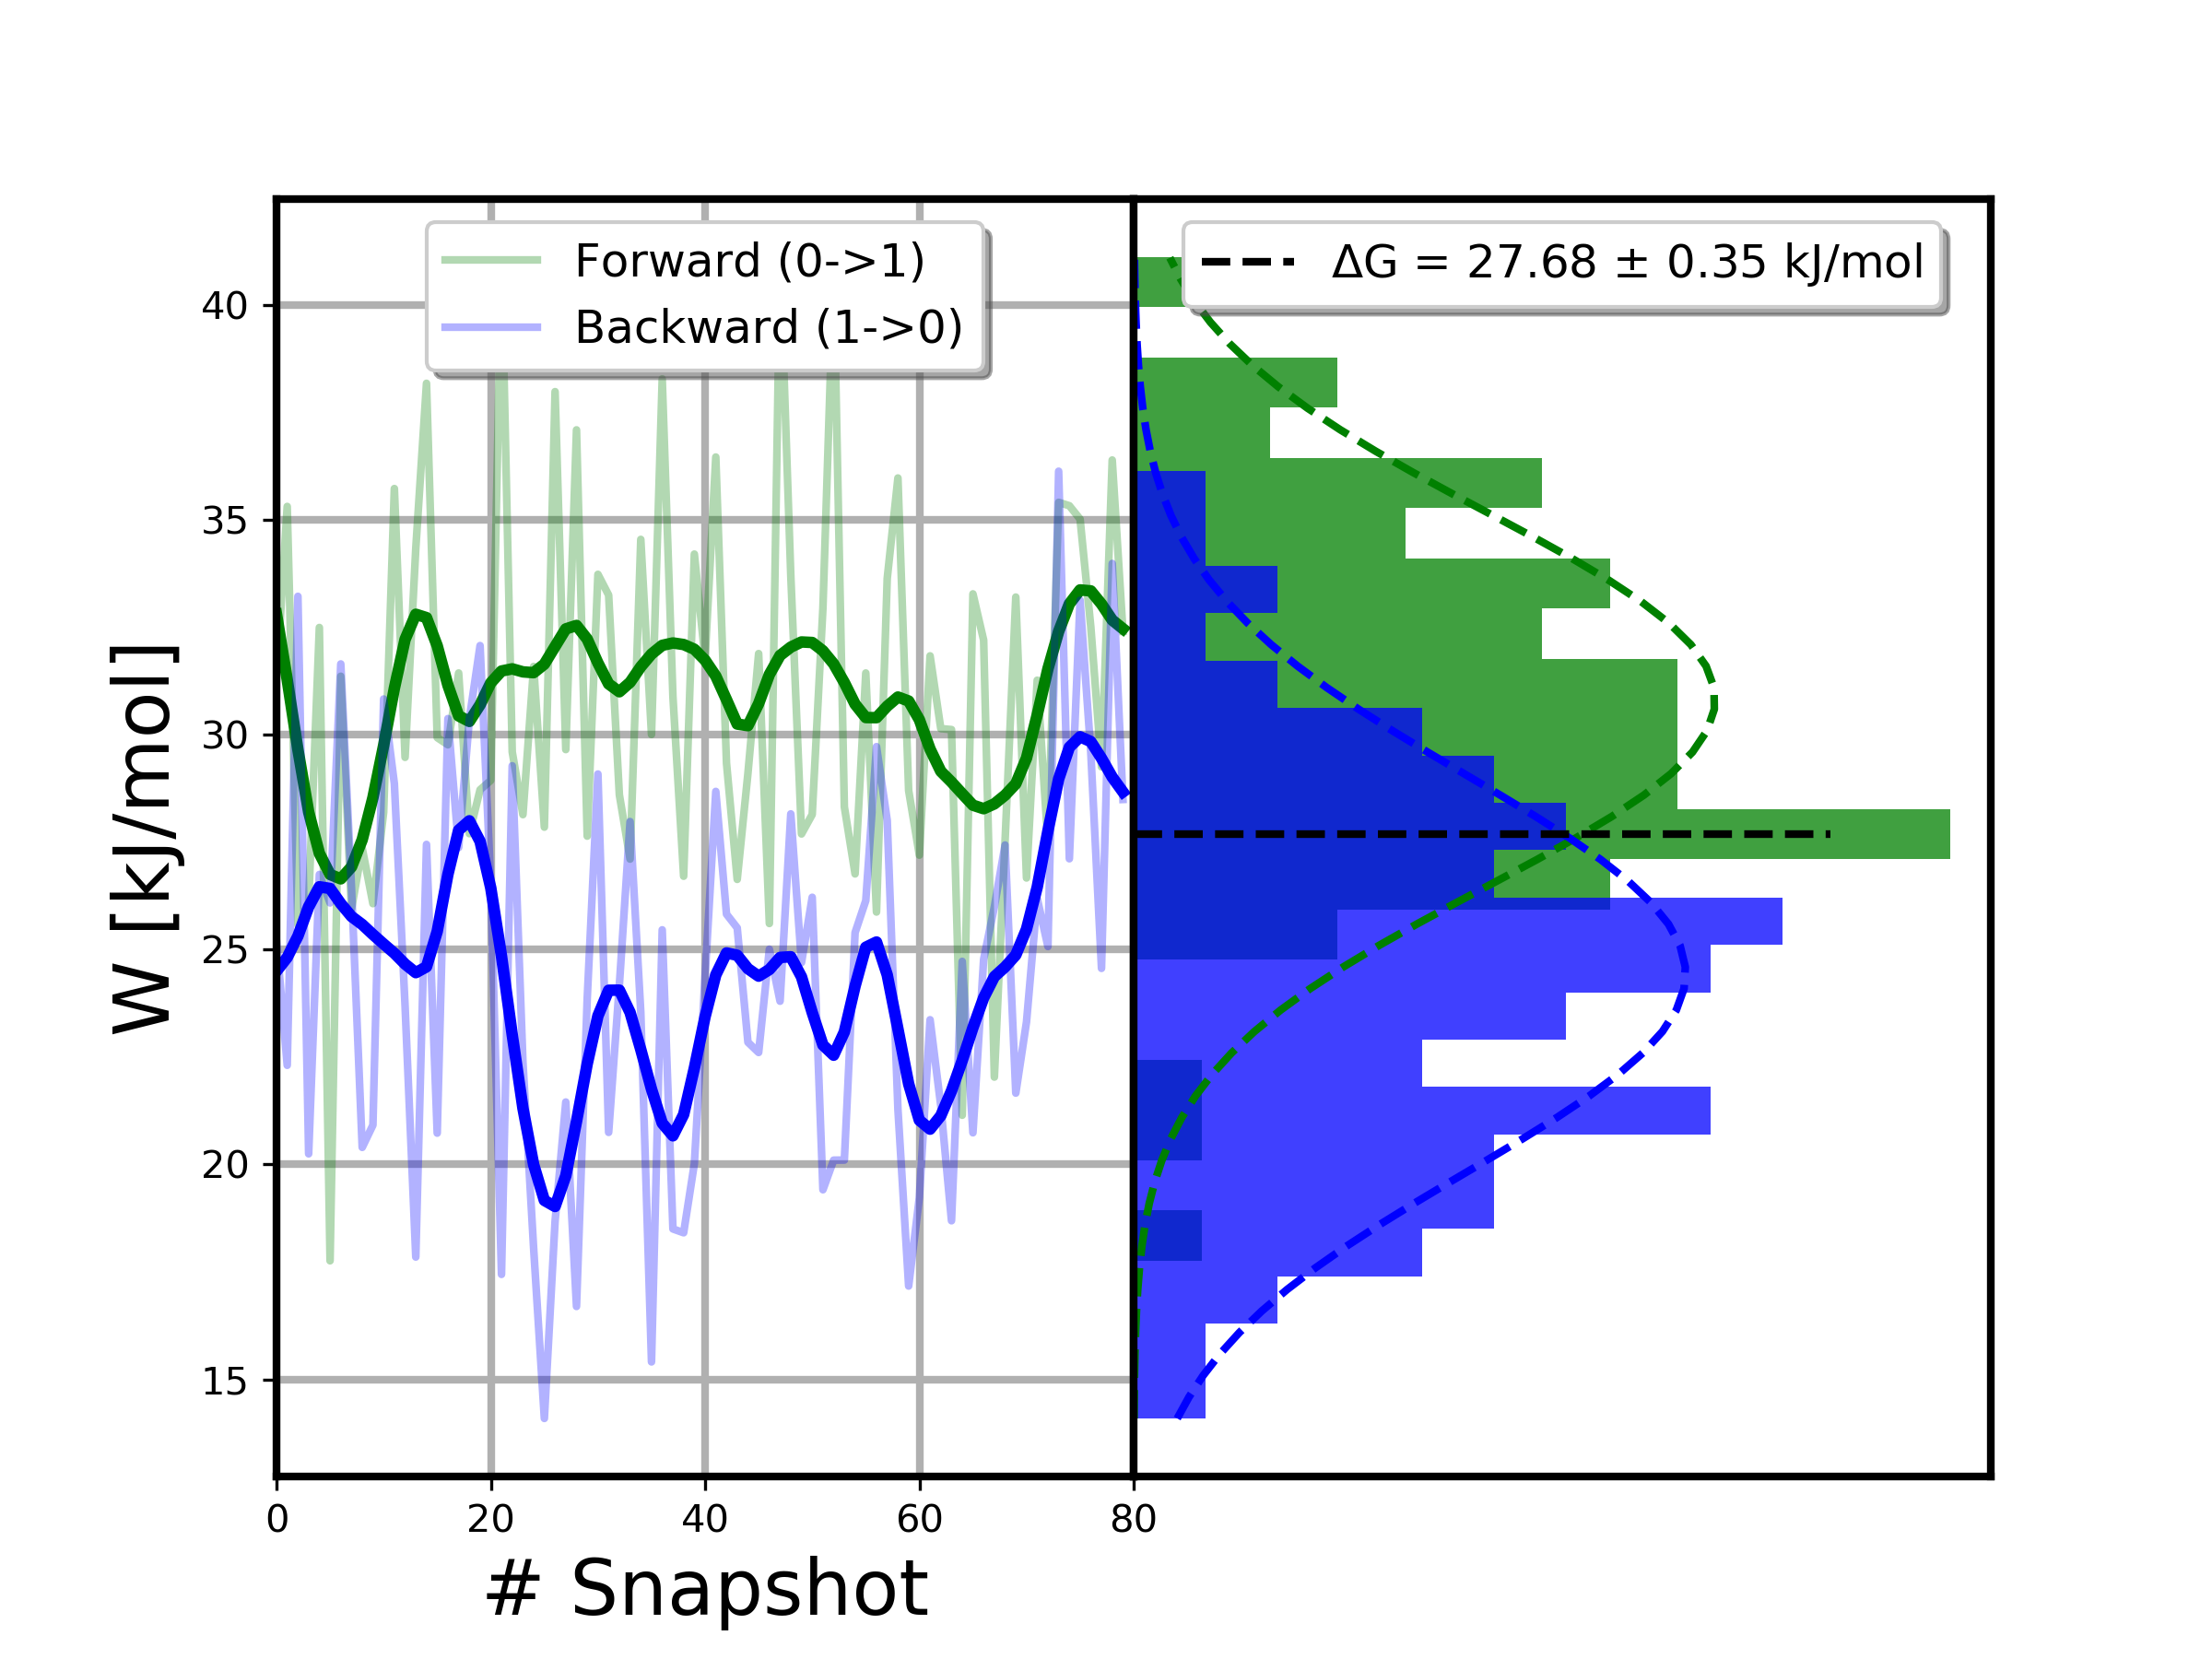 Forward (0->1)
Backward (1->0)
ΔG = 27.68 ± 0.35 kJ/mol
W [kJ/mol]
40
35
30
25
20
15
0 20 40 60 80
# Snapshot